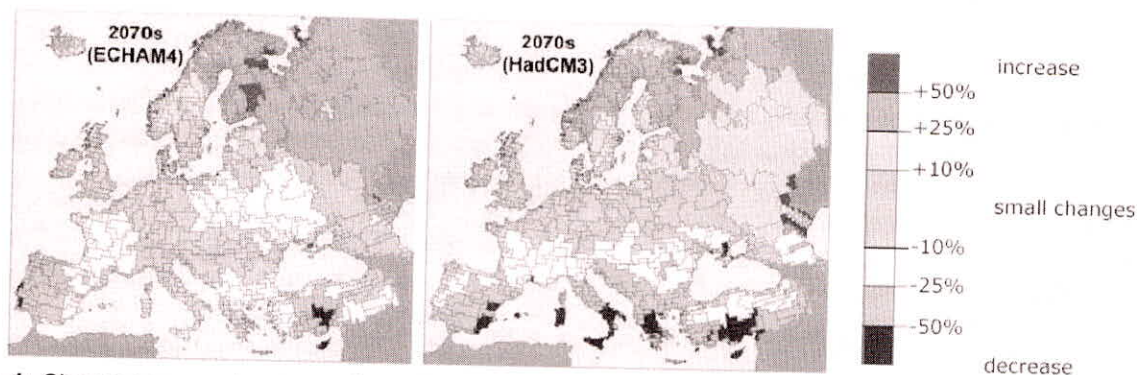 2070s
(ECHAM4)
2070s
(HadCM3)
increase
+50%
+25%
+10%
small changes
-10%
-25%
-50%
decrease